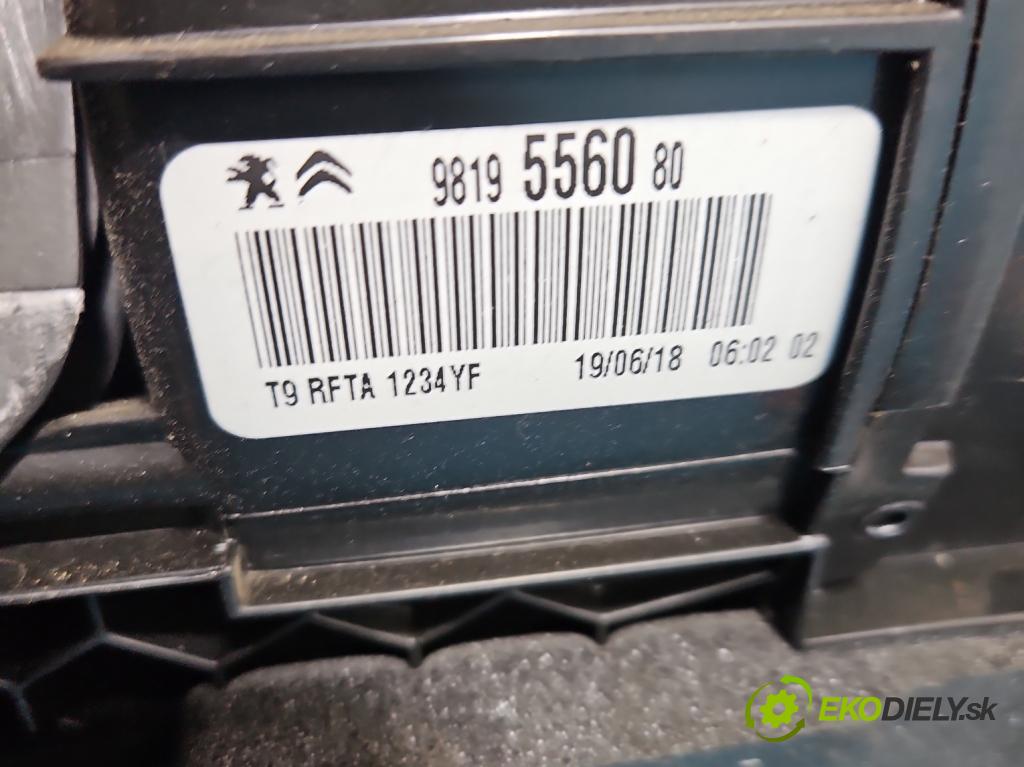 9819 5560 80
T9 RFTA 1234YF 19/06/18 06:02 02
EKODIELY.sk